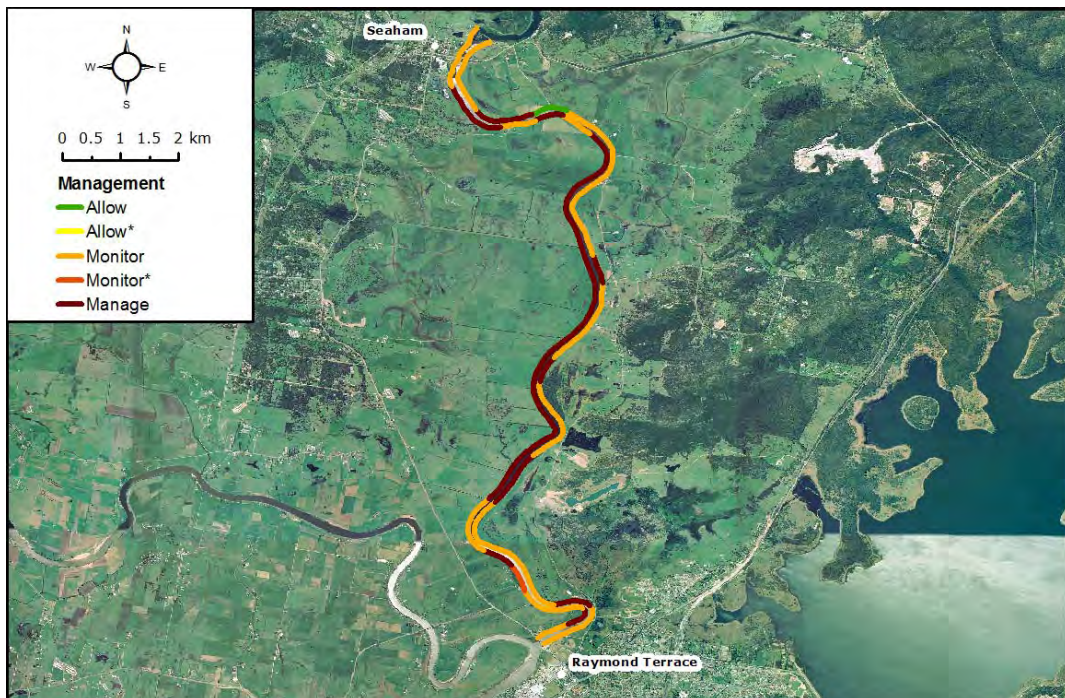 Seaham
N
W E
S
0 0.5 1 1.5 2 km
Management
Allow
Allow*
Monitor
Monitor*
Manage
Raymond Terrace